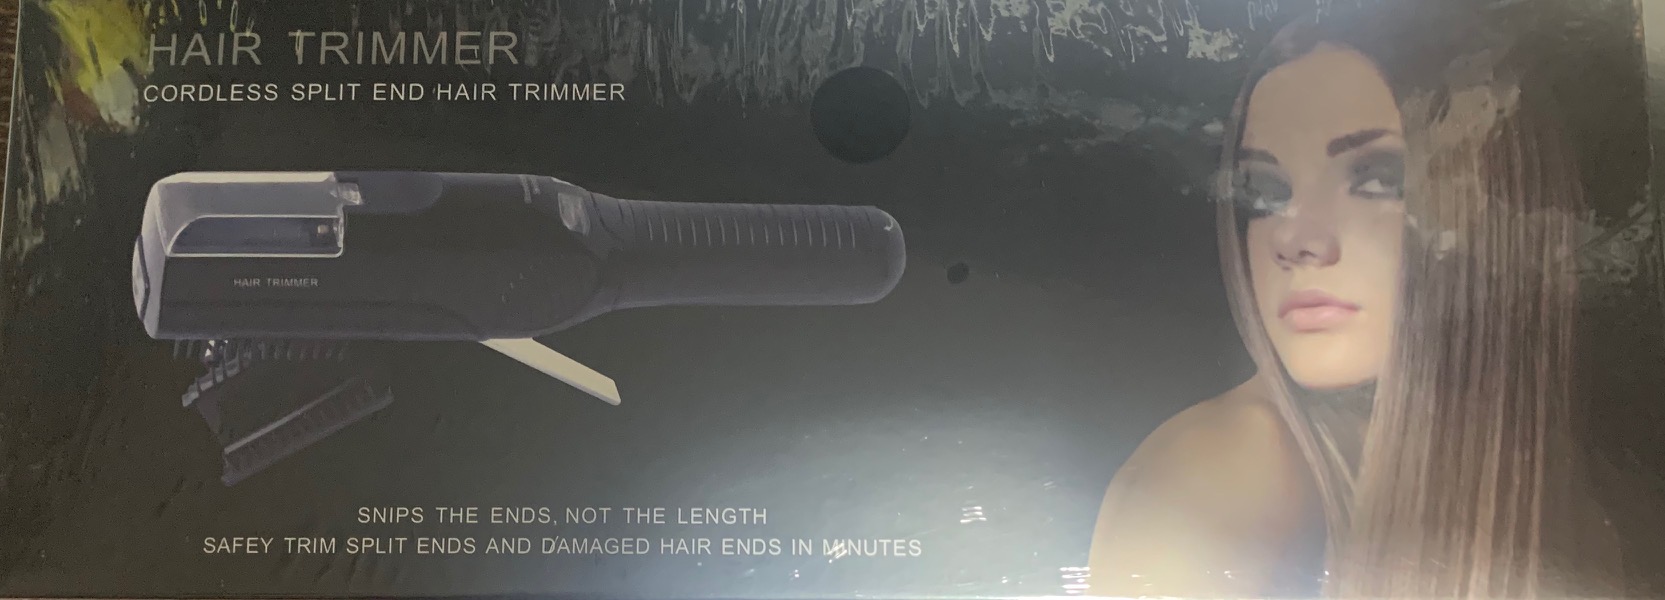 HAIR TRIMMER
CORDLESS SPLIT END HAIR TRIMMER
HAIR TRIMMER
SNIPS THE ENDS, NOT THE LENGTH
SAFEY TRIM SPLIT ENDS AND DAMAGED HAIR ENDS IN MINUTES